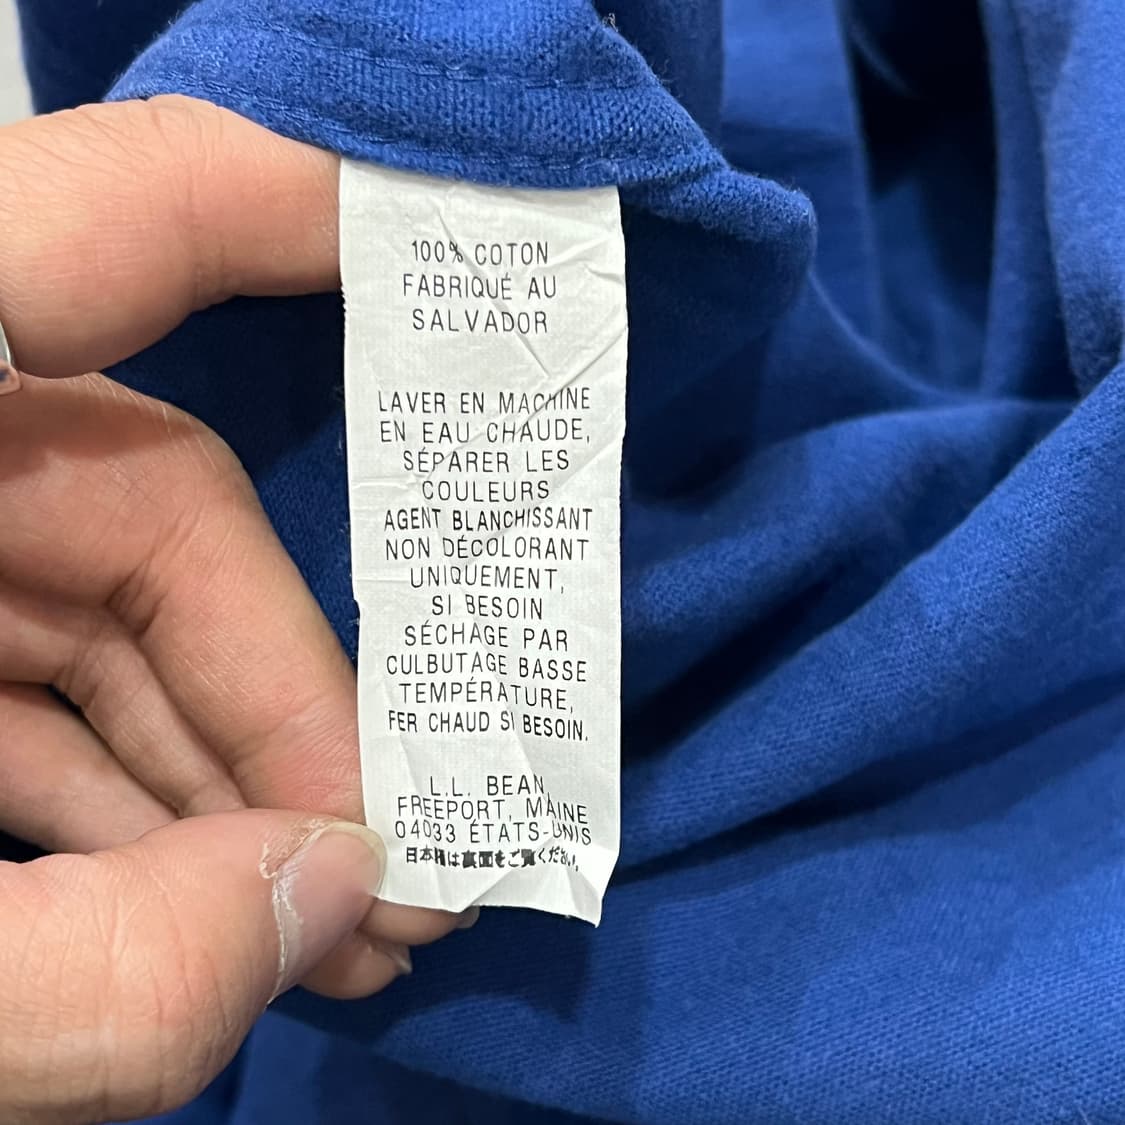 100% COTON
FABRIQUÉ AU
SALVADOR
LAVER EN MACHINE
EN EAU CHAUDE,
SÉPARER LES
COULEURS
AGENT BLANCHISSANT
NON DÉCOLORANT
UNIQUEMENT,
SI BESOIN
SÉCHAGE PAR
CULBUTAGE BASSE
TEMPÉRATURE,
FER CHAUD SI BESOIN.
L.L. BEAN,
FREEPORT, MAINE
04033 ÉTATS-UNIS
日本語は裏面をご覧ください。